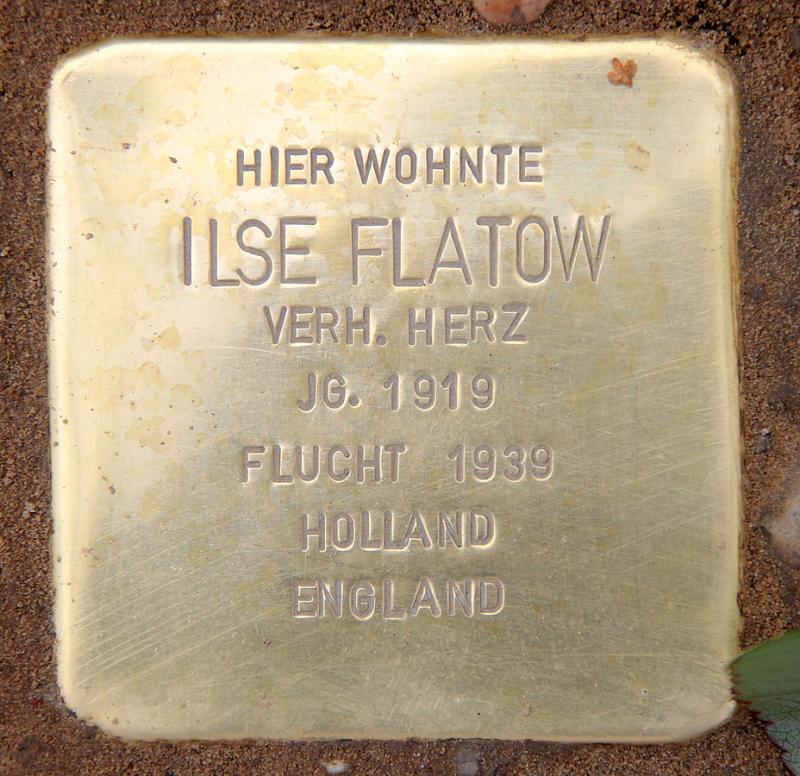 HIER WOHNTE
ILSE FLATOW
VERH. HERZ
JG. 1919
FLUCHT 1939
HOLLAND
ENGLAND